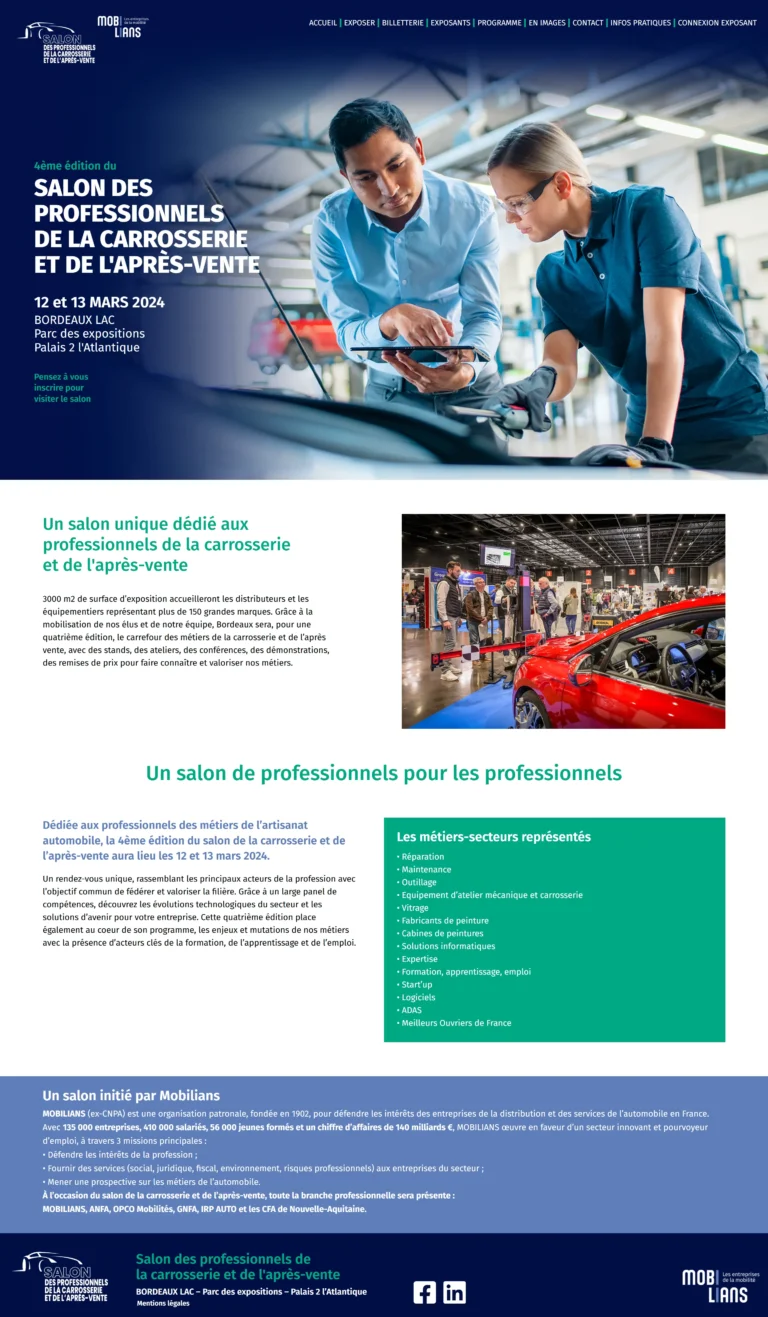 SALON
DES PROFESSIONNELS
DE LA CARROSSERIE
ET DE L'APRÈS-VENTE
MOBILIANS
Les entreprises
de la mobilité
ACCUEIL | EXPOSER | BILLETTERIE | EXPOSANTS | PROGRAMME | EN IMAGES | CONTACT | INFOS PRATIQUES | CONNEXION EXPOSANT
4ème édition du
SALON DES
PROFESSIONNELS
DE LA CARROSSERIE
ET DE L'APRÈS-VENTE
12 et 13 MARS 2024
BORDEAUX LAC
Parc des expositions
Palais 2 l'Atlantique
Pensez à vous
inscrire pour
visiter le salon
Un salon unique dédié aux
professionnels de la carrosserie
et de l'après-vente
3000 m2 de surface d’exposition accueilleront les distributeurs et les
équipementiers représentant plus de 150 grandes marques. Grâce à la
mobilisation de nos élus et de notre équipe, Bordeaux sera, pour une
quatrième édition, le carrefour des métiers de la carrosserie et de l’après
vente, avec des stands, des ateliers, des conférences, des démonstrations,
des remises de prix pour faire connaître et valoriser nos métiers.
Un salon de professionnels pour les professionnels
Dédiée aux professionnels des métiers de l’artisanat
automobile, la 4ème édition du salon de la carrosserie et de
l’après-vente aura lieu les 12 et 13 mars 2024.
Un rendez-vous unique, rassemblant les principaux acteurs de la profession avec
l’objectif commun de fédérer et valoriser la filière. Grâce à un large panel de
compétences, découvrez les évolutions technologiques du secteur et les
solutions d’avenir pour votre entreprise. Cette quatrième édition place
également au coeur de son programme, les enjeux et mutations de nos métiers
avec la présence d’acteurs clés de la formation, de l’apprentissage et de l’emploi.
Les métiers-secteurs représentés
• Réparation
• Maintenance
• Outillage
• Equipement d’atelier mécanique et carrosserie
• Vitrage
• Fabricants de peinture
• Cabines de peintures
• Solutions informatiques
• Expertise
• Formation, apprentissage, emploi
• Start’up
• Logiciels
• ADAS
• Meilleurs Ouvriers de France
Un salon initié par Mobilians
MOBILIANS (ex-CNPA) est une organisation patronale, fondée en 1902, pour défendre les intérêts des entreprises de la distribution et des services de l’automobile en France.
Avec 135 000 entreprises, 410 000 salariés, 56 000 jeunes formés et un chiffre d’affaires de 140 milliards €, MOBILIANS œuvre en faveur d’un secteur innovant et pourvoyeur
d’emploi, à travers 3 missions principales :
• Défendre les intérêts de la profession ;
• Fournir des services (social, juridique, fiscal, environnement, risques professionnels) aux entreprises du secteur ;
• Mener une prospective sur les métiers de l’automobile.
À l’occasion du salon de la carrosserie et de l’après-vente, toute la branche professionnelle sera présente :
MOBILIANS, ANFA, OPCO Mobilités, GNFA, IRP AUTO et les CFA de Nouvelle-Aquitaine.
SALON
DES PROFESSIONNELS
DE LA CARROSSERIE
ET DE L'APRÈS-VENTE
Salon des professionnels de
la carrosserie et de l'après-vente
BORDEAUX LAC – Parc des expositions – Palais 2 l’Atlantique
Mentions légales
MOBILIANS
Les entreprises
de la mobilité